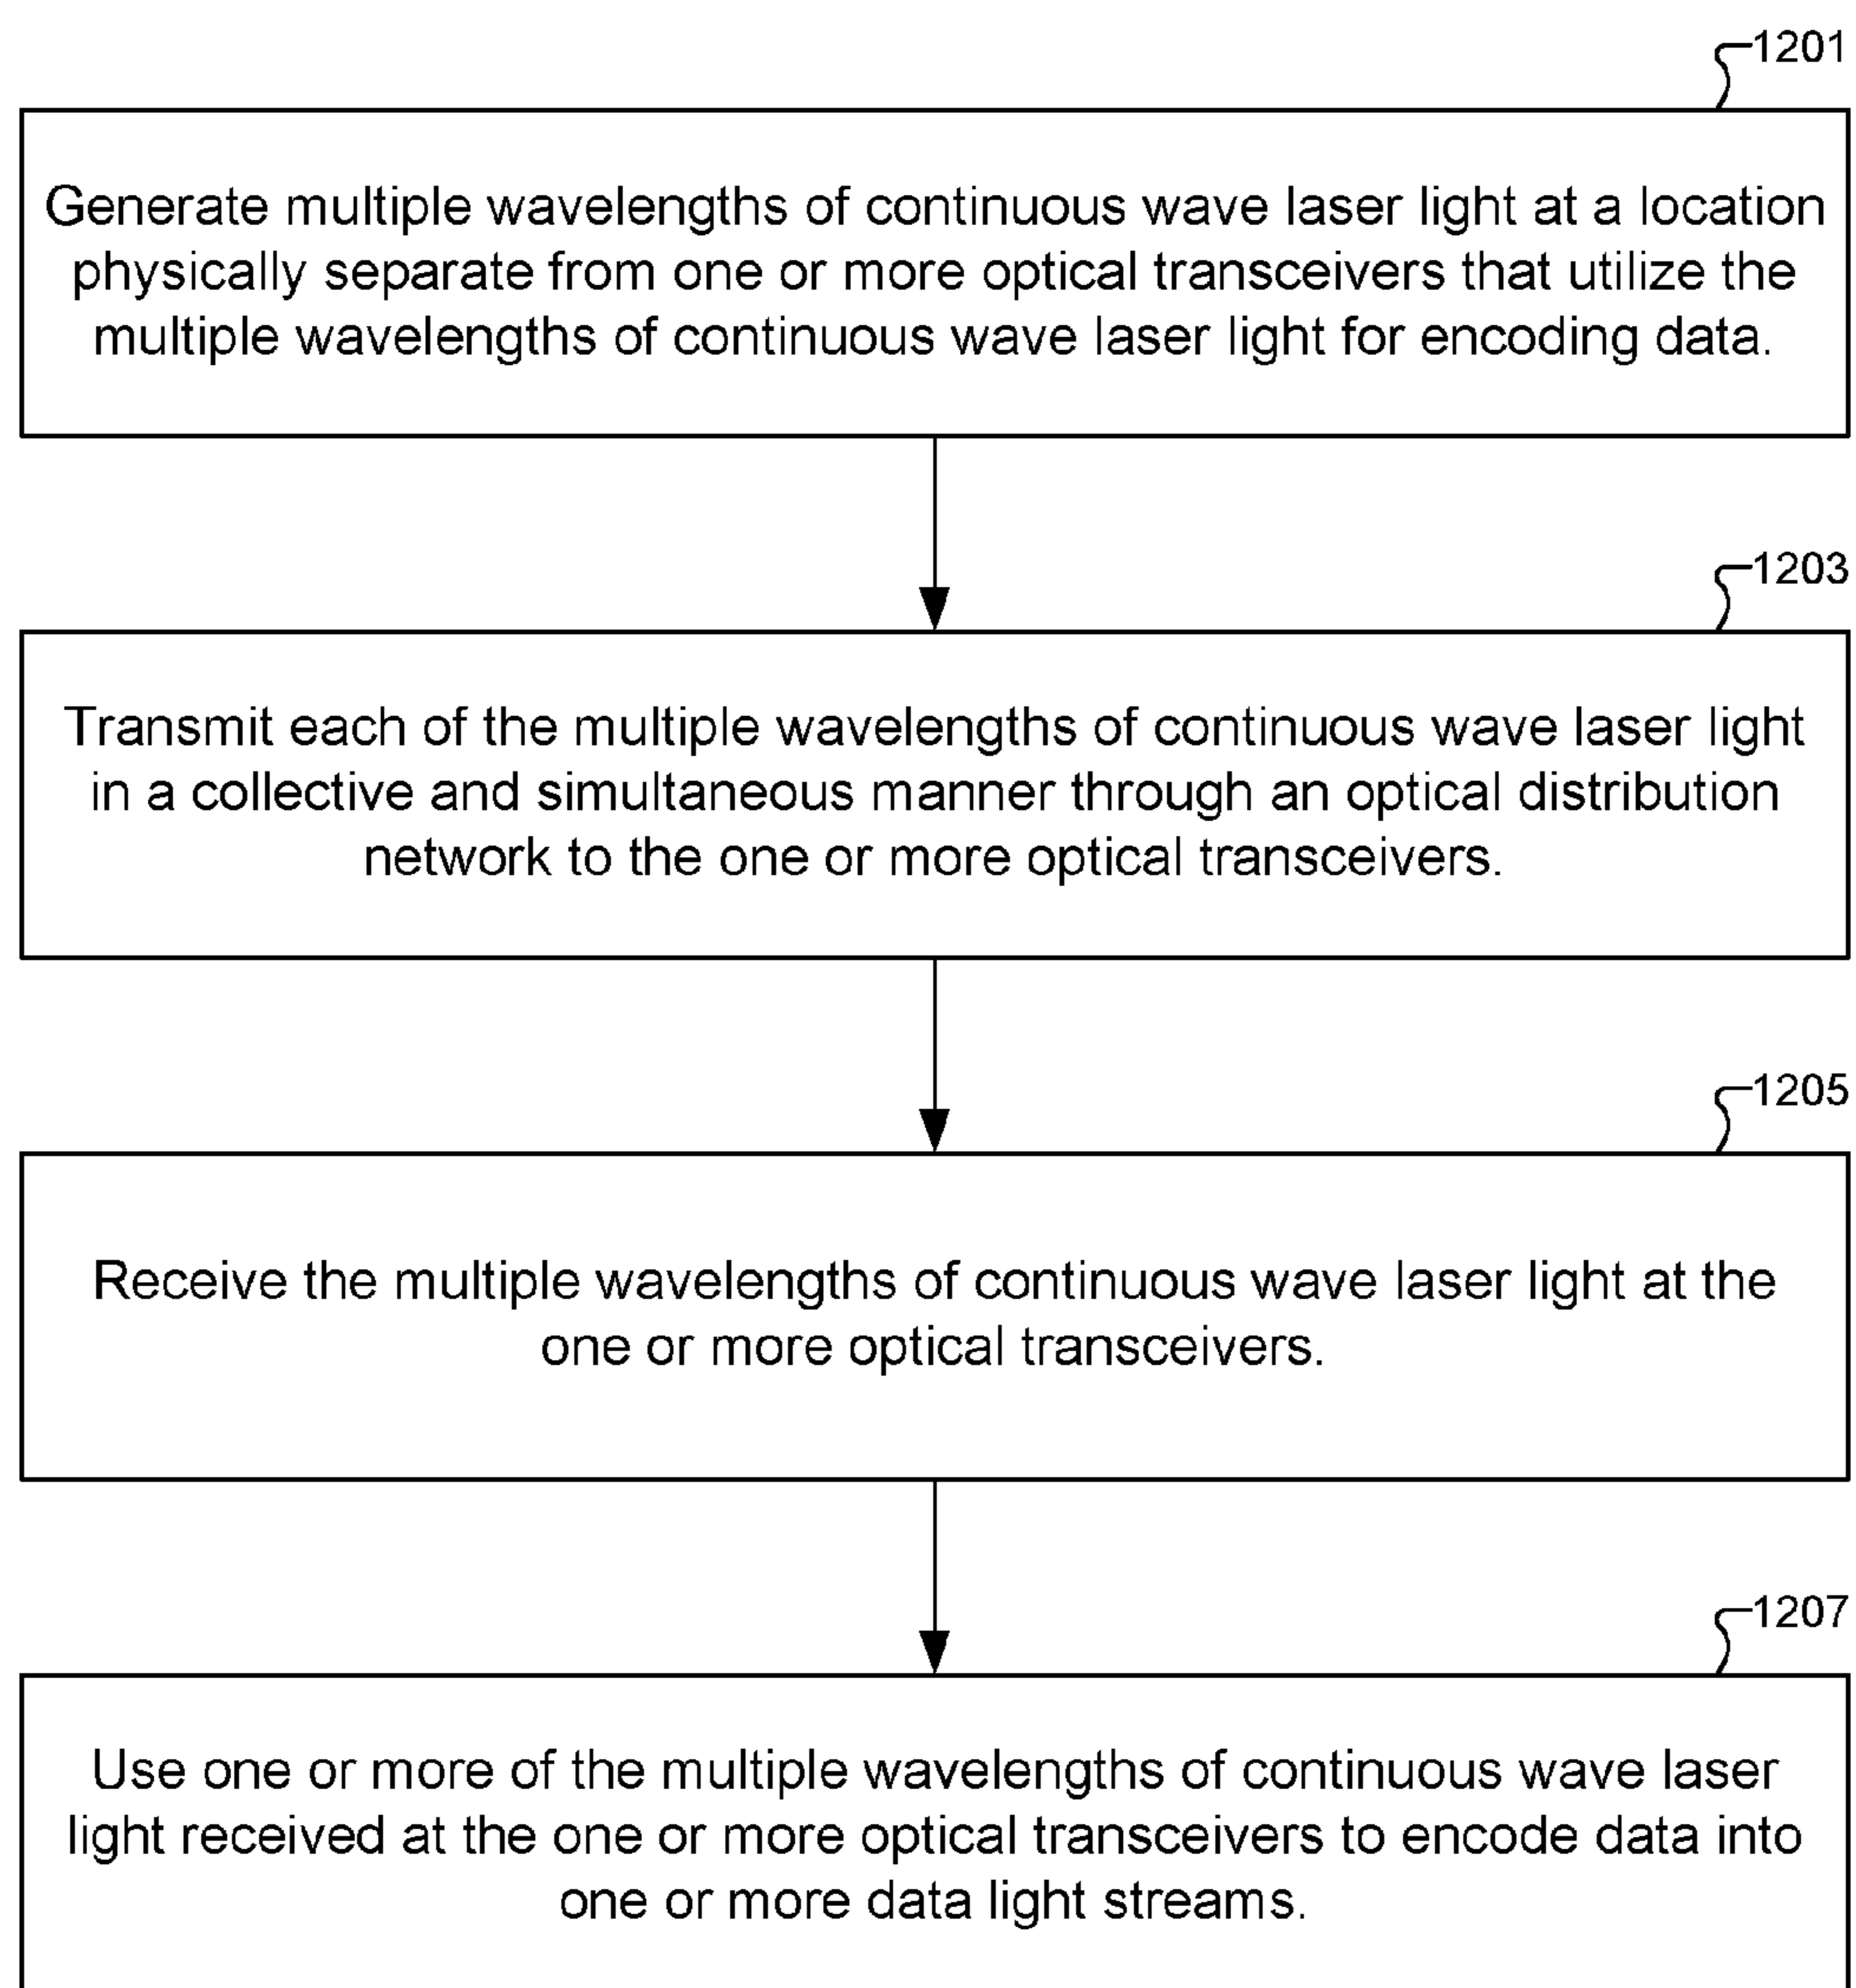 1201
Generate multiple wavelengths of continuous wave laser light at a location
physically separate from one or more optical transceivers that utilize the
multiple wavelengths of continuous wave laser light for encoding data.
1203
Transmit each of the multiple wavelengths of continuous wave laser light
in a collective and simultaneous manner through an optical distribution
network to the one or more optical transceivers.
1205
Receive the multiple wavelengths of continuous wave laser light at the
one or more optical transceivers.
1207
Use one or more of the multiple wavelengths of continuous wave laser
light received at the one or more optical transceivers to encode data into
one or more data light streams.